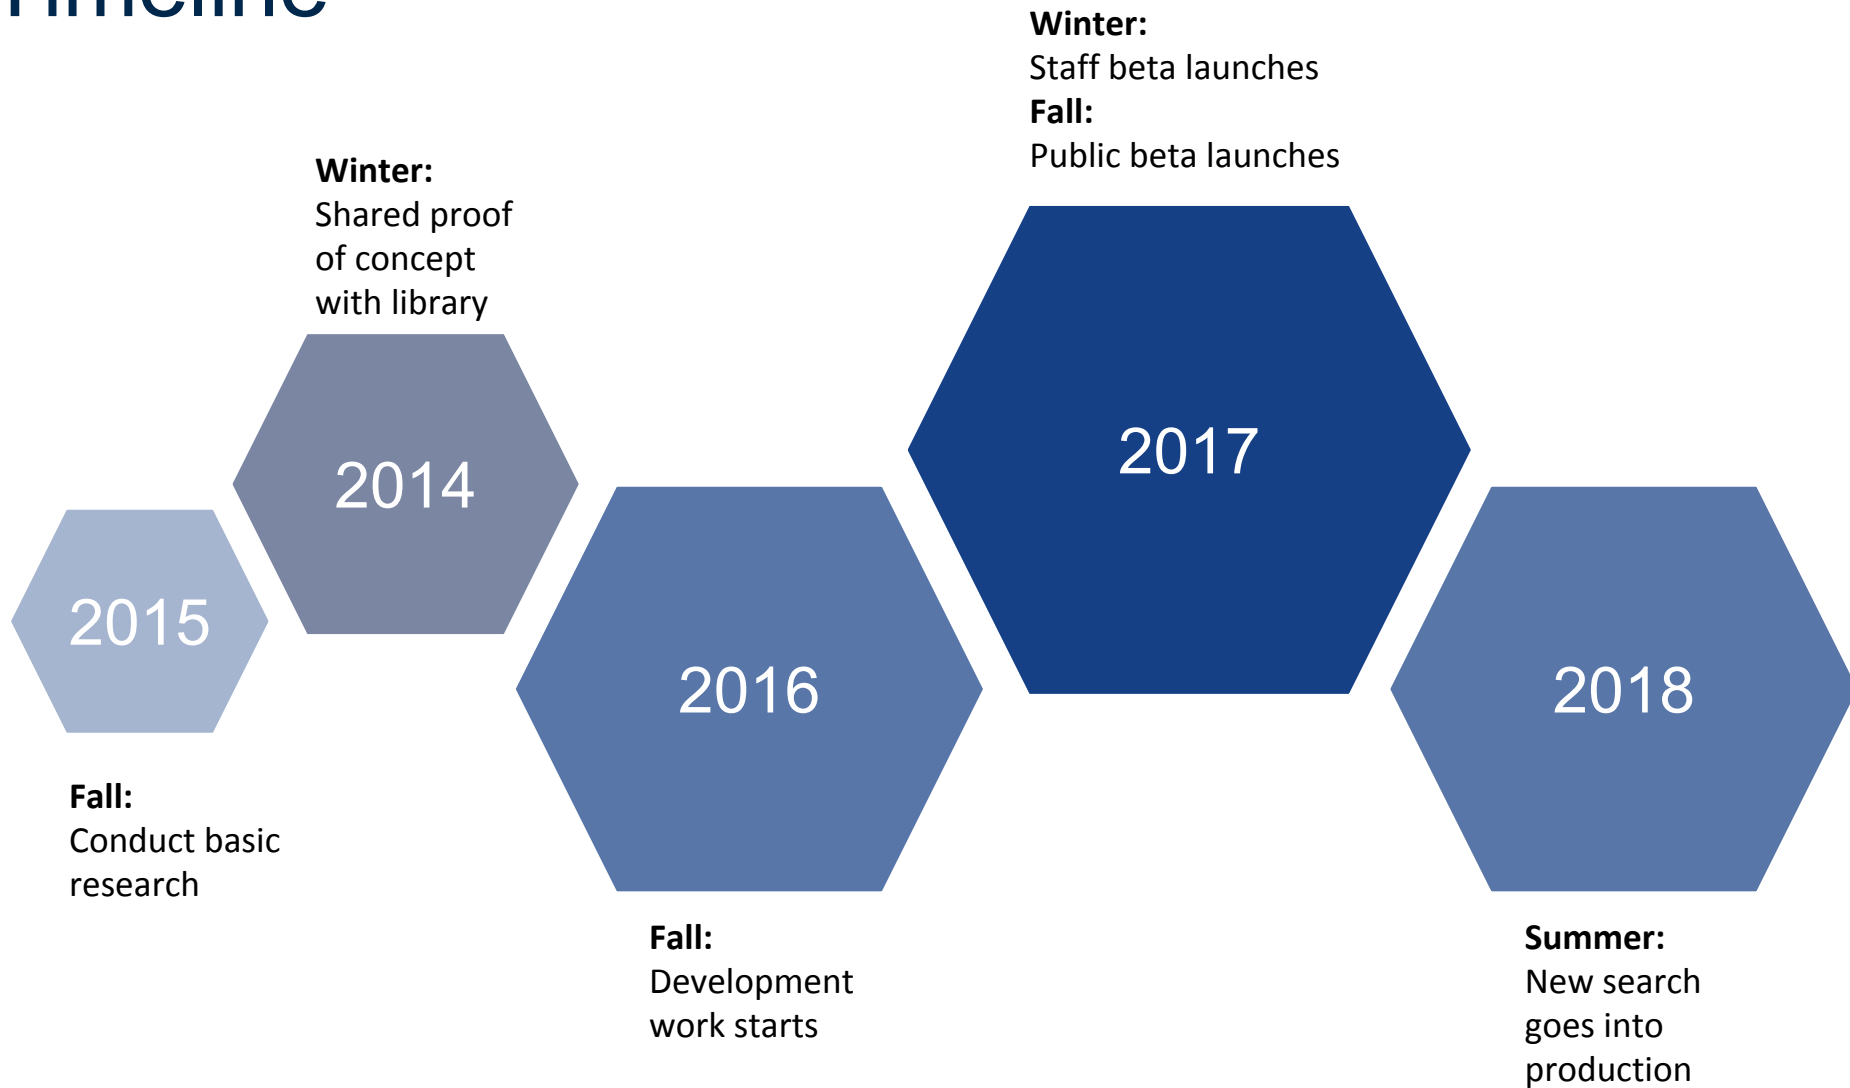 Timeline
Winter:
Staff beta launches
Fall:
Public beta launches
Winter:
Shared proof
of concept
with library
2017
2014
2015
2016
2018
Fall:
Conduct basic
research
Fall:
Development
work starts
Summer:
New search
goes into
production